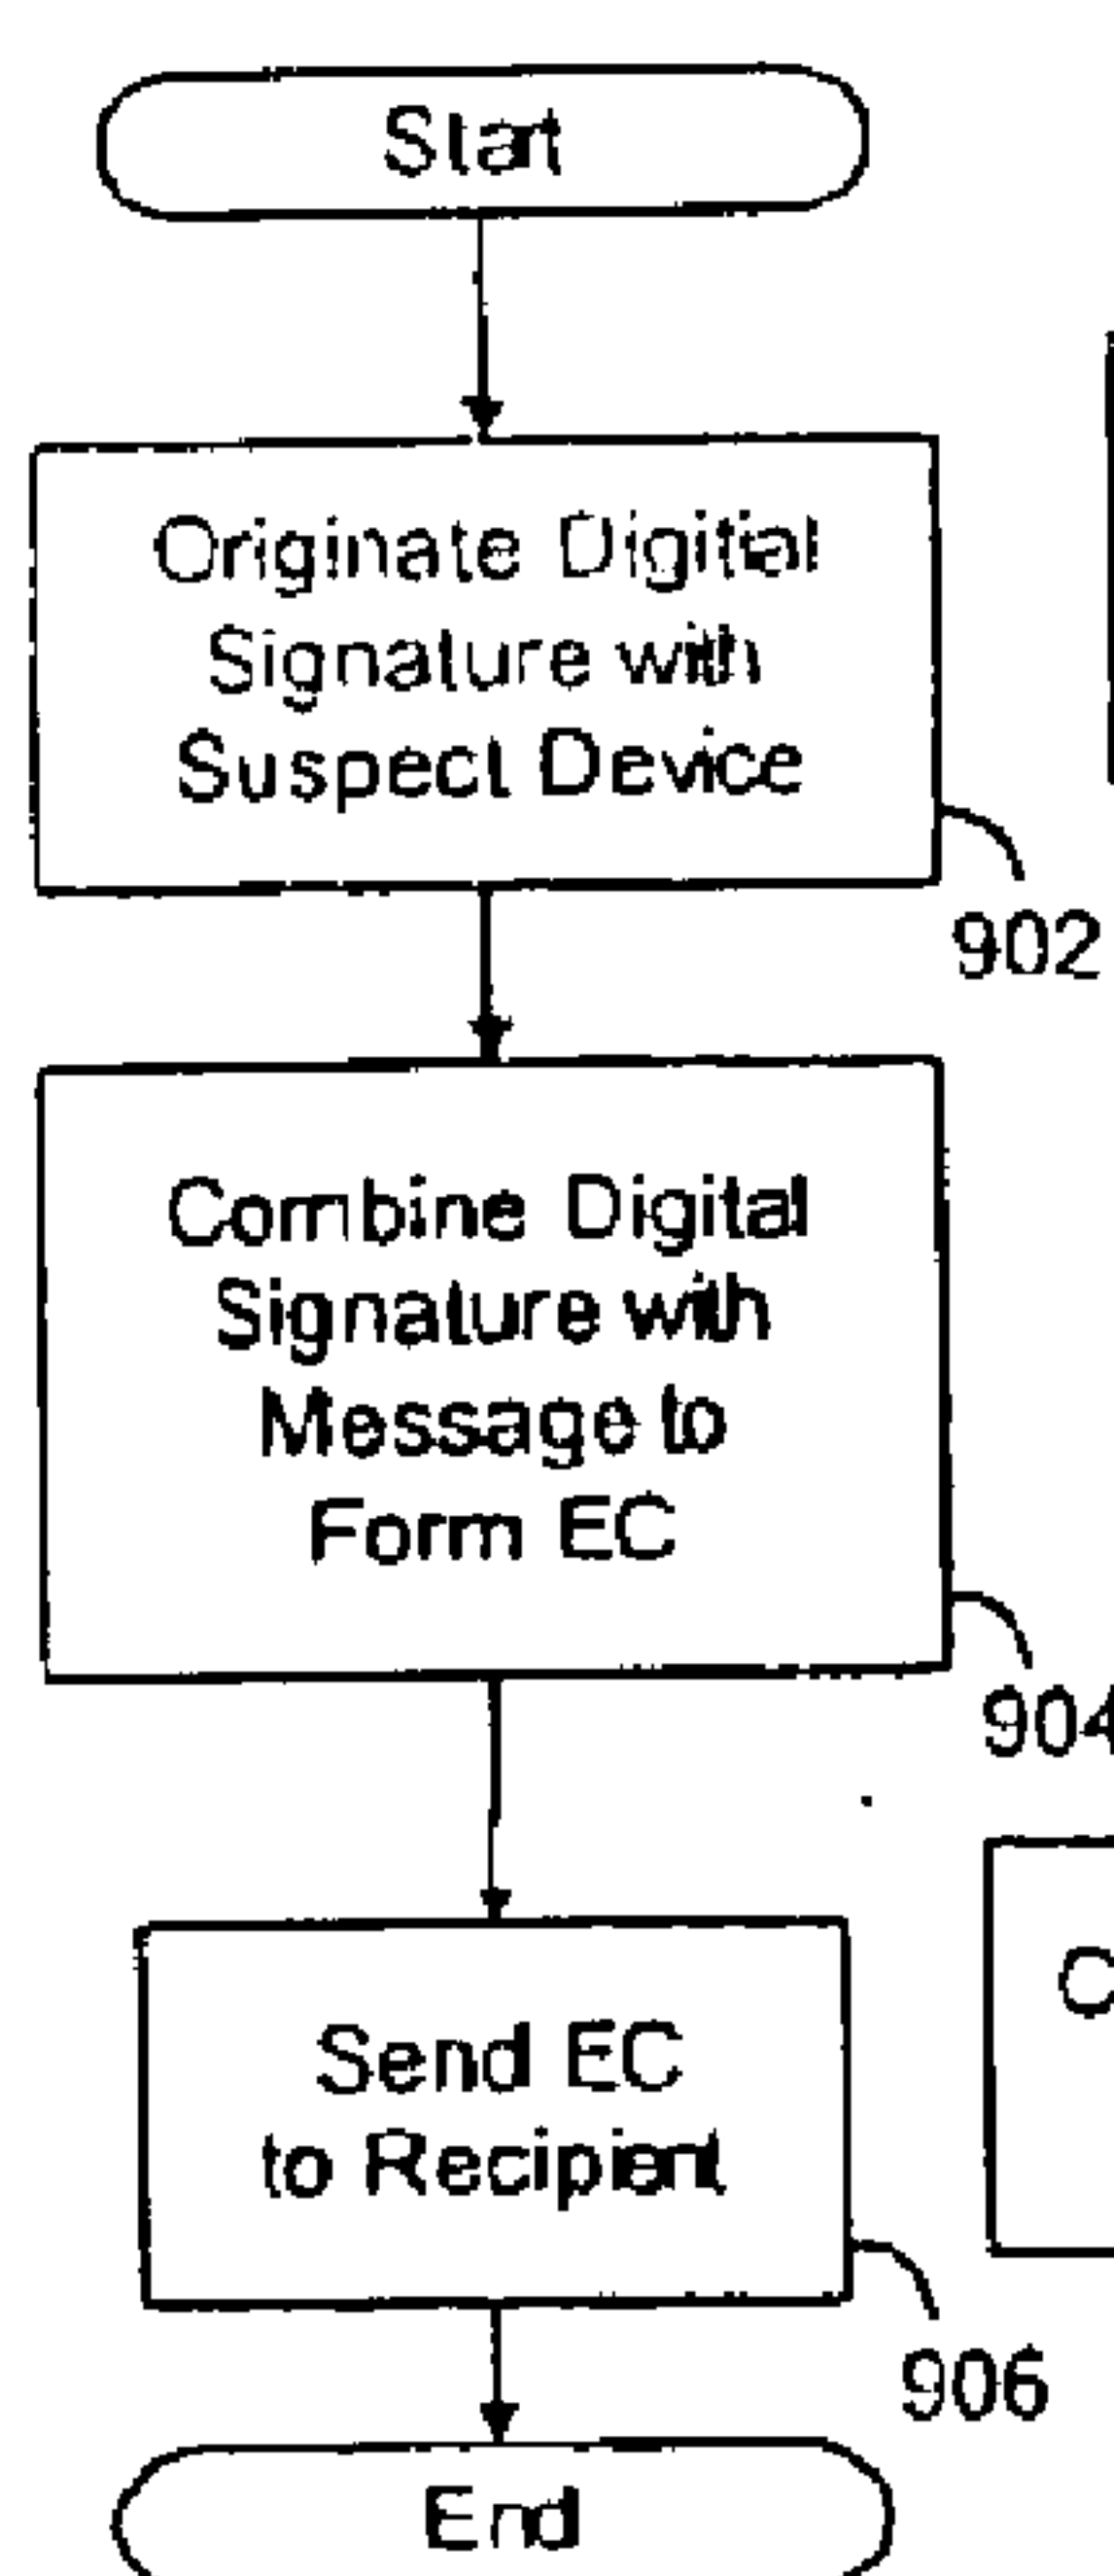 Start
Originate Digitial
Signature with
Suspect Device
902
Combine Digital
Signature with
Message to
Form EC
904
Send EC
to Recipient
906
C
End